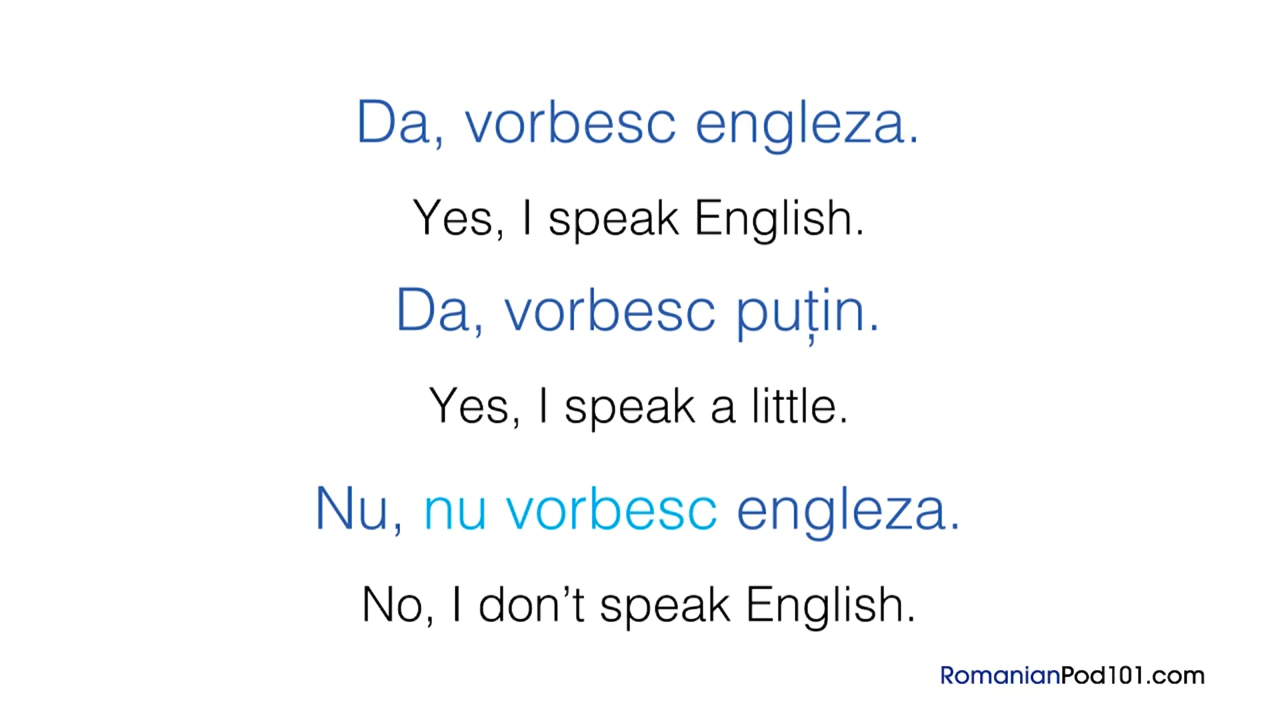 Da, vorbesc engleza.
Yes, I speak English.
Da, vorbesc puțin.
Yes, I speak a little.
Nu, nu vorbesc engleza.
No, I don’t speak English.
RomanianPod101.com